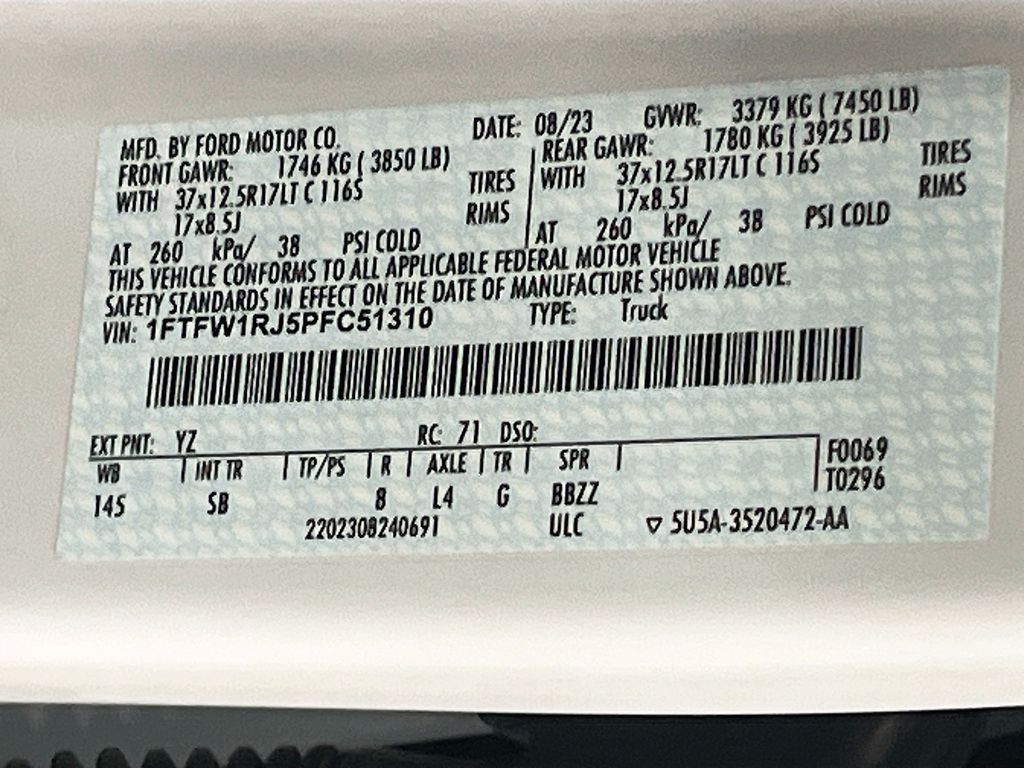 MFD. BY FORD MOTOR CO. DATE: 08/23 GVWR: 3379 KG ( 7450 LB)
FRONT GAWR: 1746 KG ( 3850 LB) REAR GAWR: 1780 KG ( 3925 LB)
WITH 37x12.5R17LT C 116S TIRES WITH 37x12.5R17LT C 116S TIRES
17x8.5J RIMS 17x8.5J RIMS
AT 260 kPa/ 38 PSI COLD AT 260 kPa/ 38 PSI COLD
THIS VEHICLE CONFORMS TO ALL APPLICABLE FEDERAL MOTOR VEHICLE
SAFETY STANDARDS IN EFFECT ON THE DATE OF MANUFACTURE SHOWN ABOVE.
VIN: 1FTFW1RJ5PFC51310 TYPE: Truck
EXT PNT: YZ RC: 71 DSO:
WB INT TR TP/PS R AXLE TR SPR F0069
145 SB 8 L4 G BBZZ T0296
2202308240691 ULC ▽ 5U5A-3520472-AA